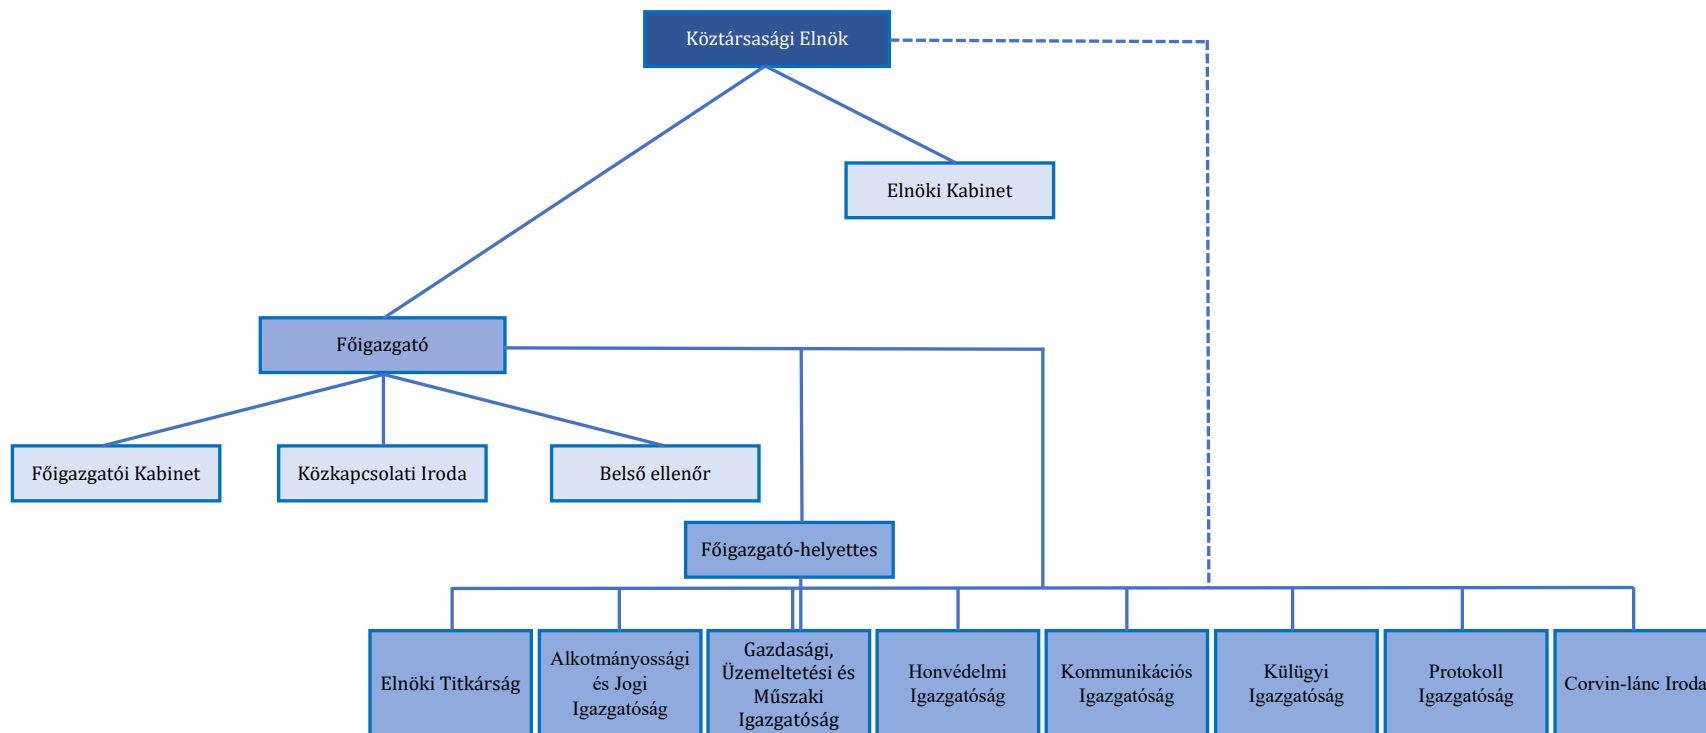 Köztársasági Elnök
Elnöki Kabinet
Főigazgató
Főigazgatói Kabinet
Közkapcsolati Iroda
Belső ellenőr
Főigazgató-helyettes
Elnöki Titkárság
Alkotmányossági
és Jogi
Igazgatóság
Gazdasági,
Üzemeltetési és
Műszaki
Igazgatóság
Honvédelmi
Igazgatóság
Kommunikációs
Igazgatóság
Külügyi
Igazgatóság
Protokoll
Igazgatóság
Corvin-lánc Iroda